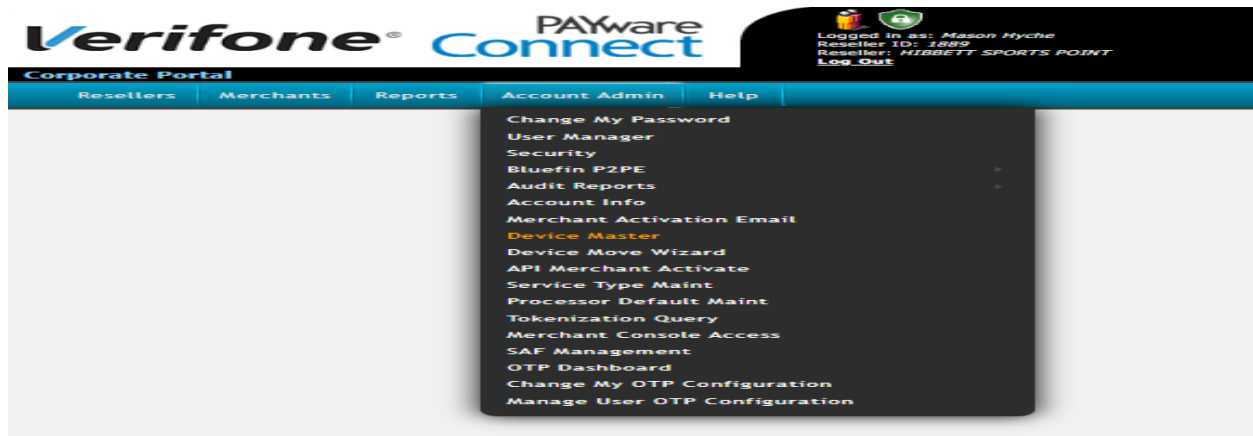 Verifone®
PAYware
Connect
Logged in as: Mason Hyche
Reseller ID: 1889
Reseller: HIBBETT SPORTS POINT
Log Out
Corporate Portal
Resellers Merchants Reports Account Admin Help
Change My Password
User Manager
Security
Bluefin P2PE
Audit Reports
Account Info
Merchant Activation Email
Device Master
Device Move Wizard
API Merchant Activate
Service Type Maint
Processor Default Maint
Tokenization Query
Merchant Console Access
SAF Management
OTP Dashboard
Change My OTP Configuration
Manage User OTP Configuration